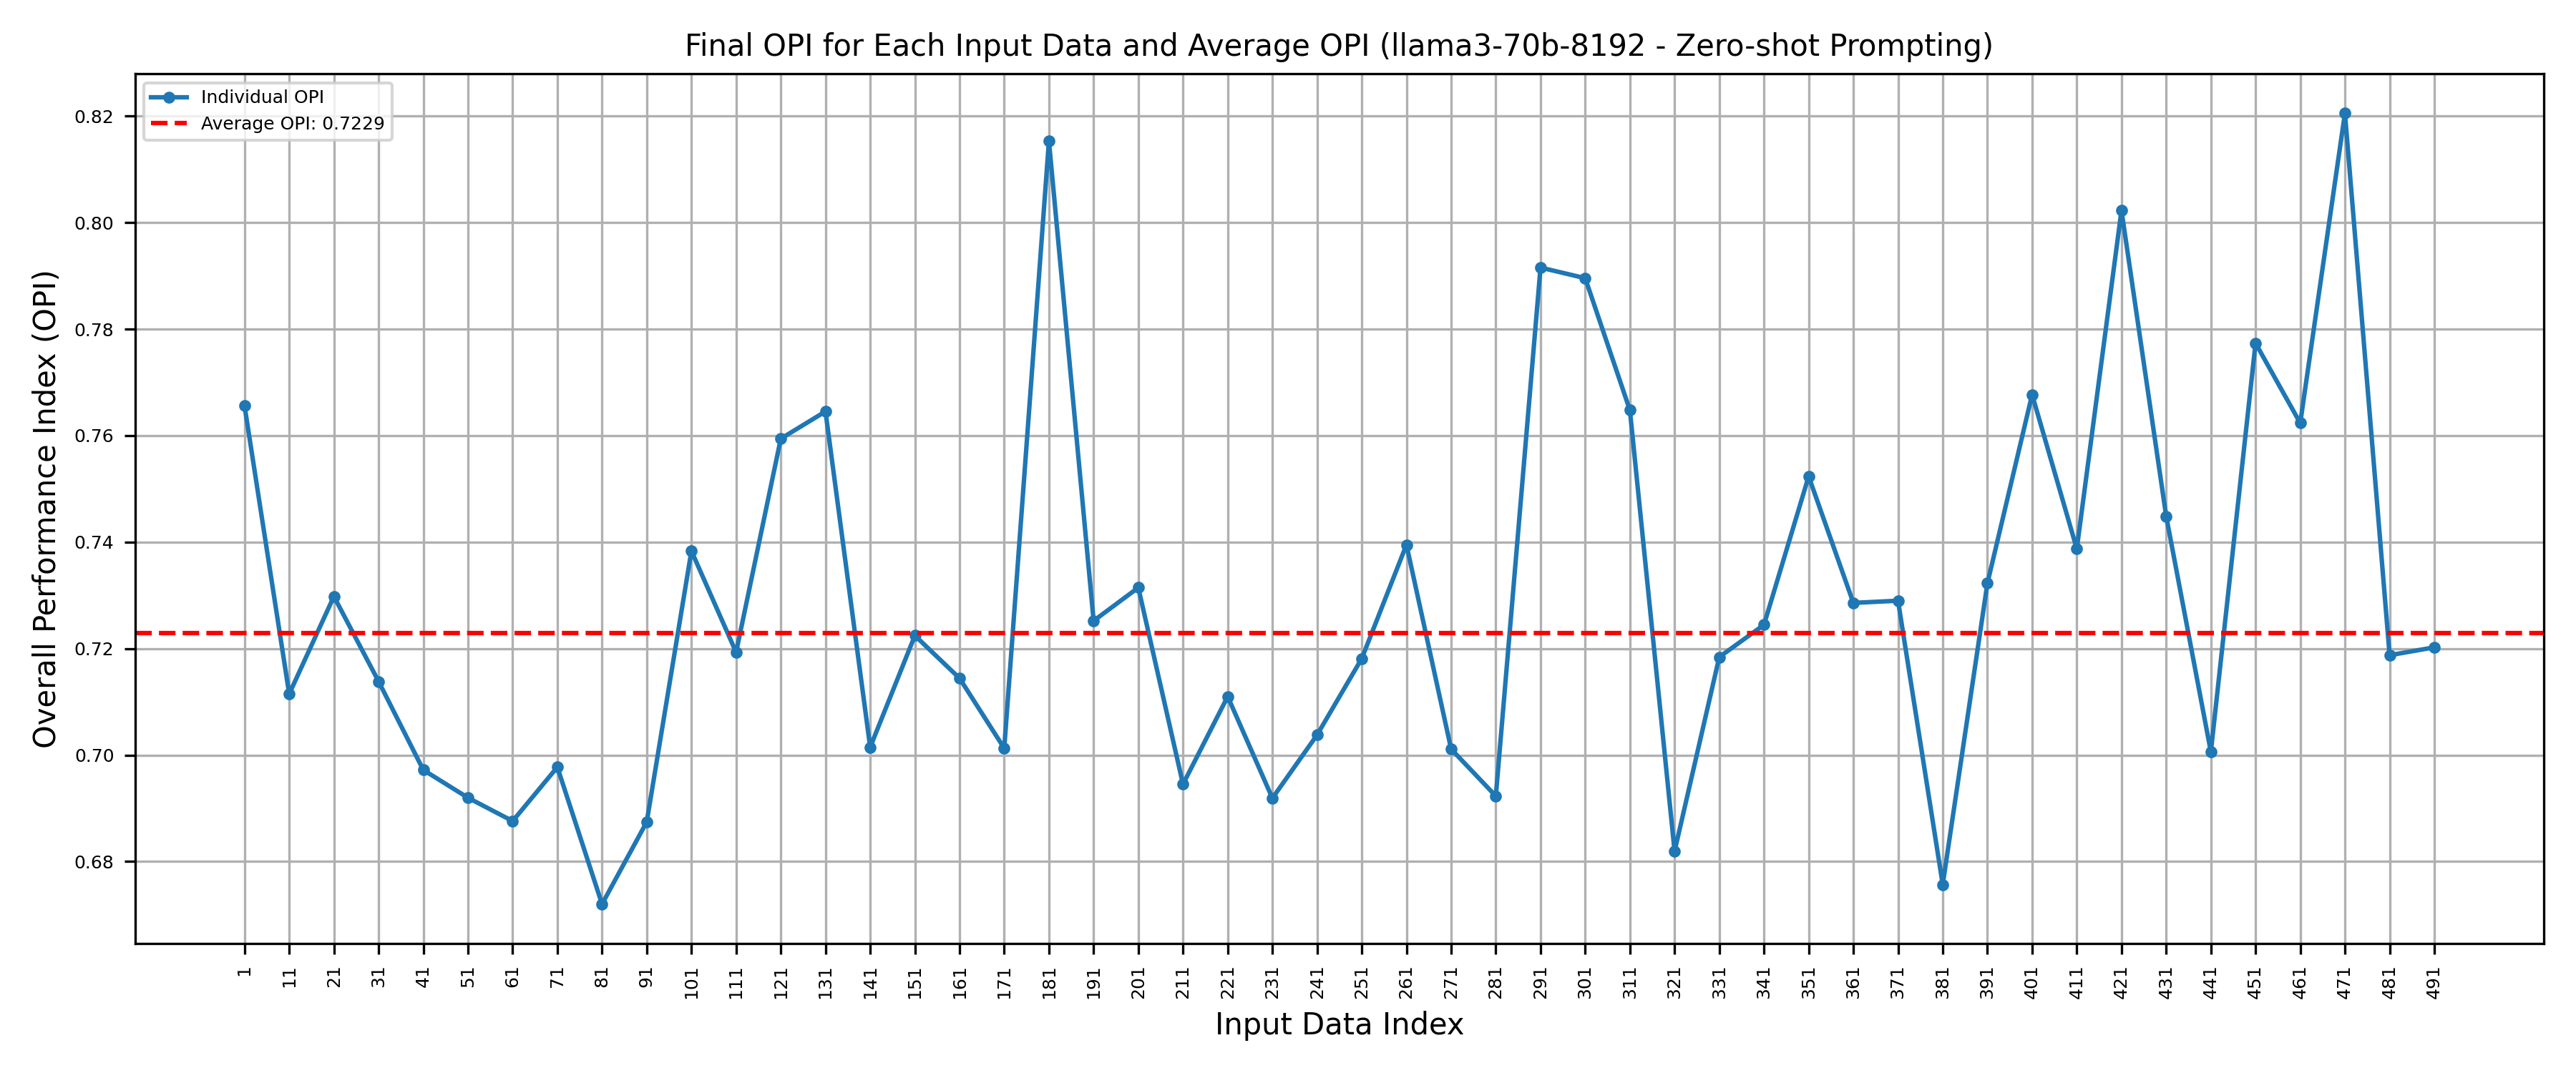 Final OPI for Each Input Data and Average OPI (llama3-70b-8192 - Zero-shot Prompting)
Individual OPI
Average OPI: 0.7229
Overall Performance Index (OPI)
0.82
0.80
0.78
0.76
0.74
0.72
0.70
0.68
1 11 21 31 41 51 61 71 81 91 101 111 121 131 141 151 161 171 181 191 201 211 221 231 241 251 261 271 281 291 301 311 321 331 341 351 361 371 381 391 401 411 421 431 441 451 461 471 481 491
Input Data Index